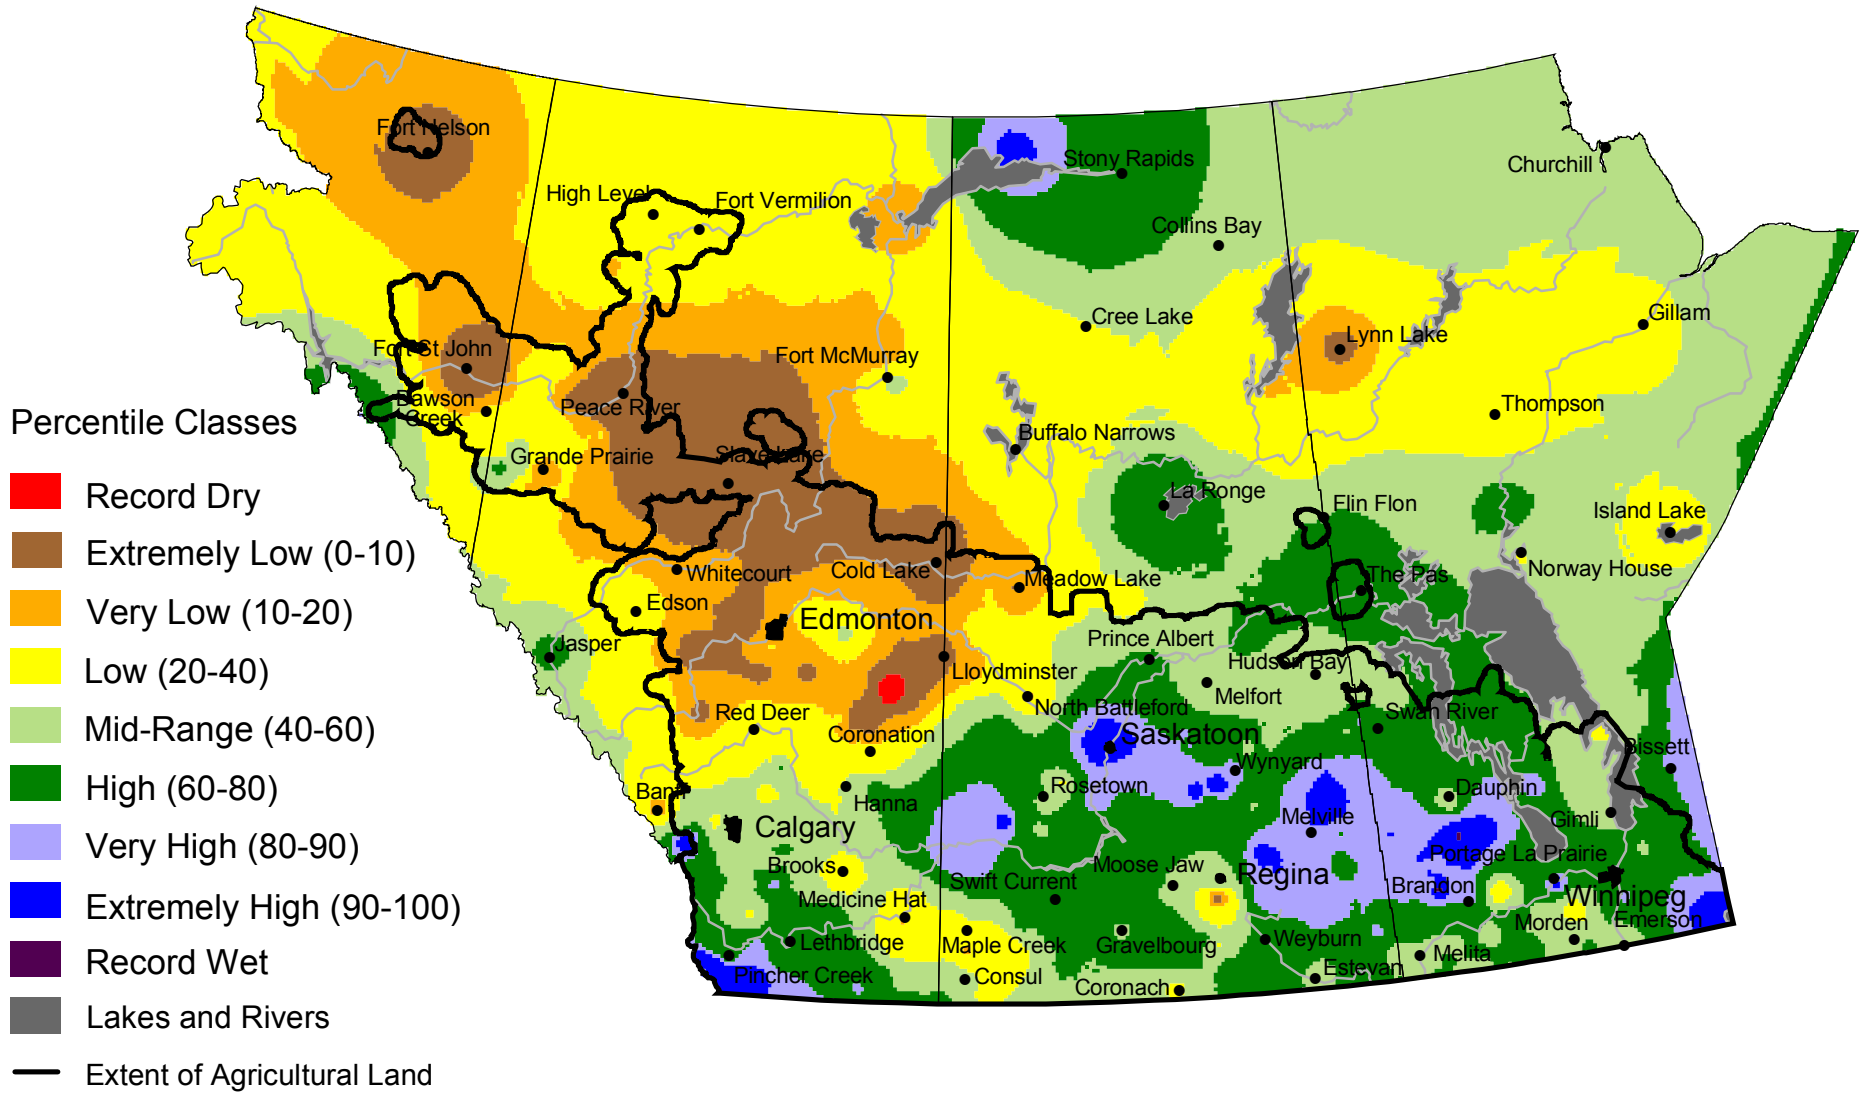 Fort Nelson
Stony Rapids
Churchill
High Level
Fort Vermilion
Collins Bay
Cree Lake
Gillam
Lynn Lake
Fort St John
Fort McMurray
Dawson
Creek
Peace River
Thompson
Buffalo Narrows
Grande Prairie
Slave Lake
La Ronge
Flin Flon
Island Lake
Whitecourt
Cold Lake
Meadow Lake
The Pas
Norway House
Edson
Edmonton
Jasper
Prince Albert
Hudson Bay
Lloydminster
Melfort
North Battleford
Red Deer
Coronation
Saskatoon
Swan River
Bissett
Wynyard
Banff
Hanna
Rosetown
Dauphin
Calgary
Melville
Gimli
Brooks
Moose Jaw
Regina
Portage La Prairie
Medicine Hat
Swift Current
Brandon
Winnipeg
Morden
Emerson
Lethbridge
Maple Creek
Gravelbourg
Weyburn
Melita
Pincher Creek
Consul
Coronach
Estevan
Percentile Classes
Record Dry
Extremely Low (0-10)
Very Low (10-20)
Low (20-40)
Mid-Range (40-60)
High (60-80)
Very High (80-90)
Extremely High (90-100)
Record Wet
Lakes and Rivers
Extent of Agricultural Land